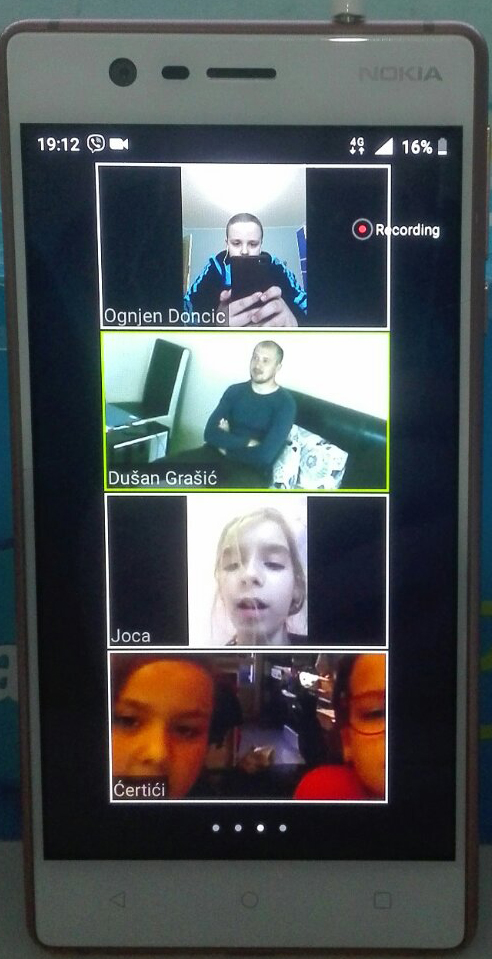 NOKIA
19:12 4G 16%
Recording
Ognjen Doncic
Dušan Grašić
Joca
Ćertići